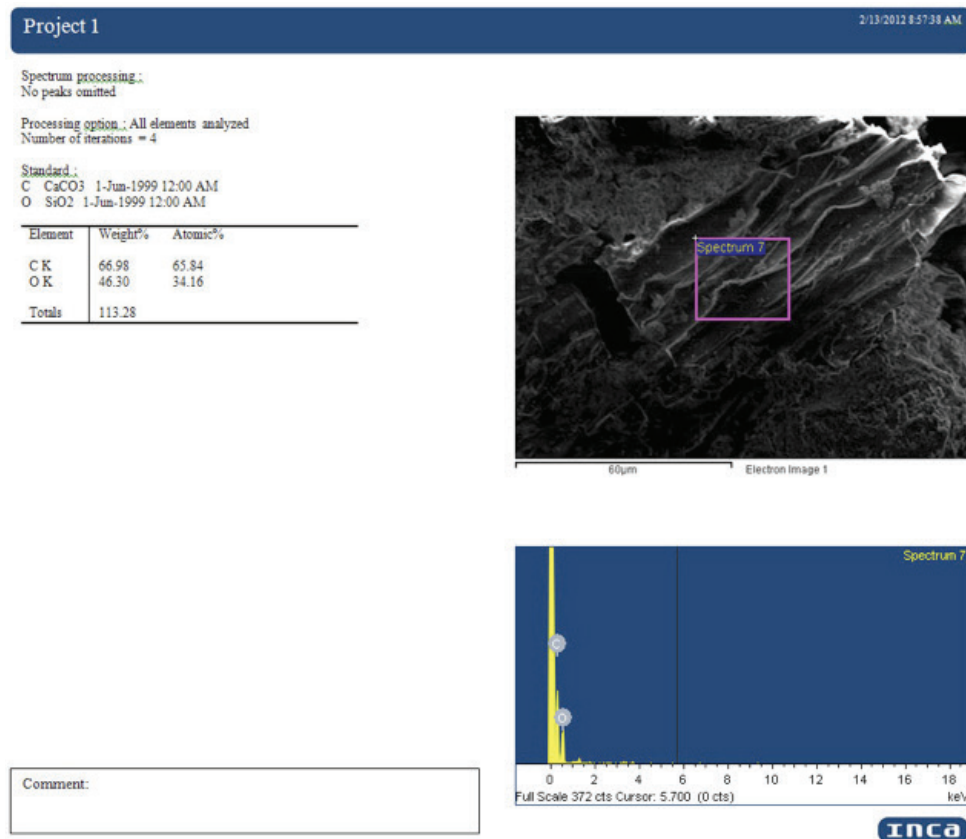 Project 1
2/13/2012 8:57:38 AM
Spectrum processing :
No peaks omitted
Processing option : All elements analyzed
Number of iterations = 4
Standard :
C CaCO3 1-Jun-1999 12:00 AM
O SiO2 1-Jun-1999 12:00 AM
Element Weight% Atomic%
C K 66.98 65.84
O K 46.30 34.16
Totals 113.28
Spectrum 7
60µm Electron Image 1
Spectrum 7
C
O
0 2 4 6 8 10 12 14 16 18
Full Scale 372 cts Cursor: 5.700 (0 cts) keV
Comment:
INCA